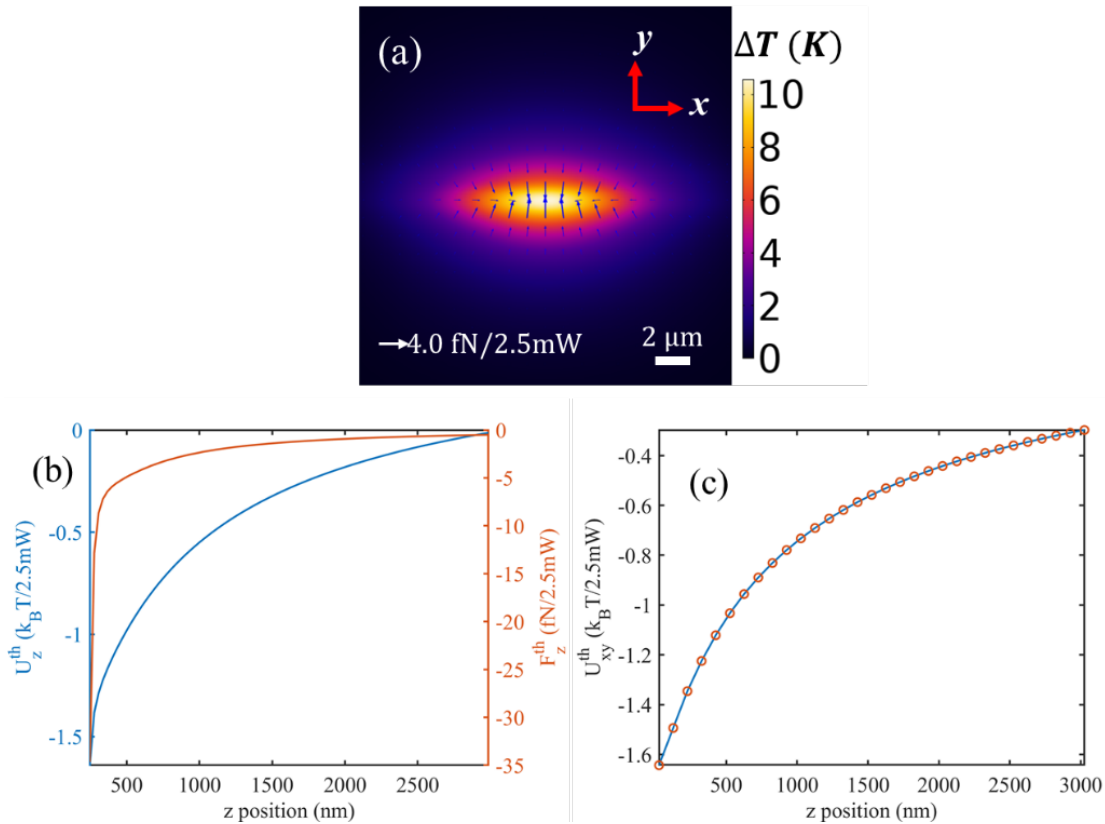 (a)
y
x
ΔT (K)
10
8
6
4
2
0
4.0 fN/2.5mW
2 μm
(b)
0
-0.5
-1
-1.5
U_z^th (k_BT/2.5mW)
0
-5
-10
-15
-20
-25
-30
-35
F_z^th (fN/2.5mW)
500 1000 1500 2000 2500
z position (nm)
(c)
-0.4
-0.6
-0.8
-1
-1.2
-1.4
-1.6
U_xy^th (k_BT/2.5mW)
500 1000 1500 2000 2500 3000
z position (nm)